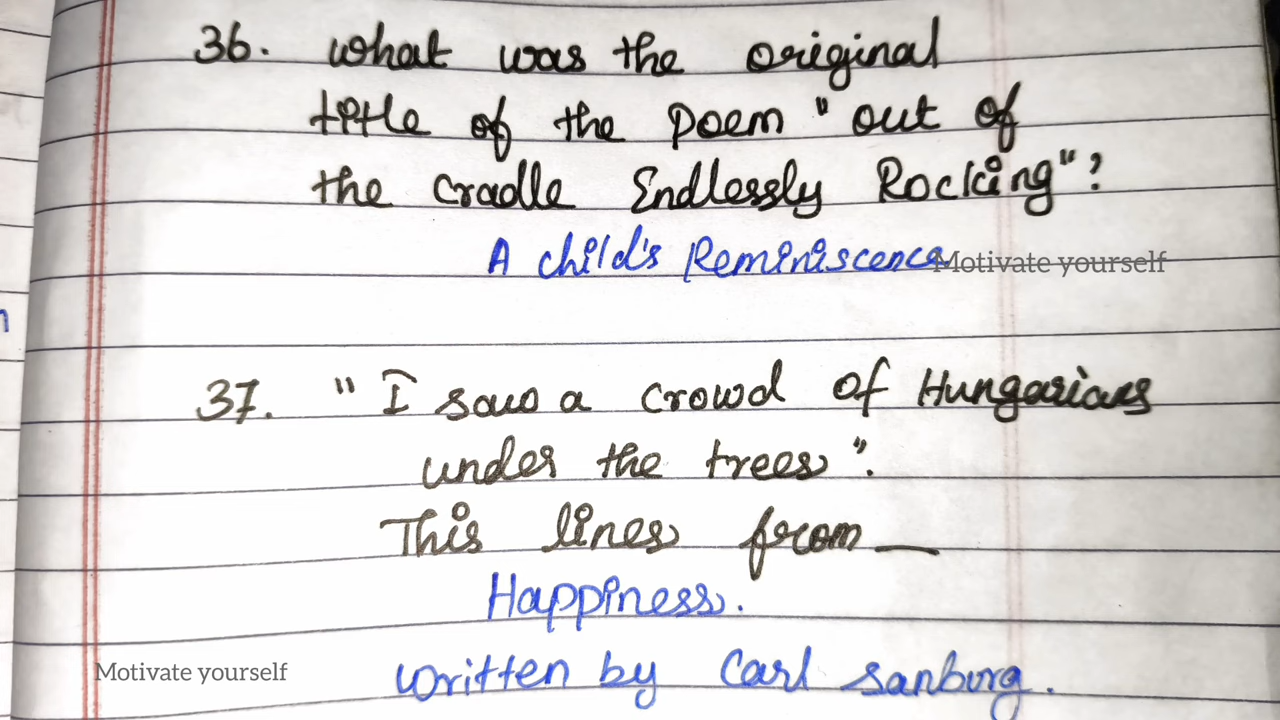 36. what was the original
title of the poem "out of
the cradle Endlessly Rocking"?
A child's Reminiscence
Motivate yourself
37. "I saw a crowd of Hungarians
under the trees".
This lines from __
Happiness.
Motivate yourself
written by Carl Sanburg.